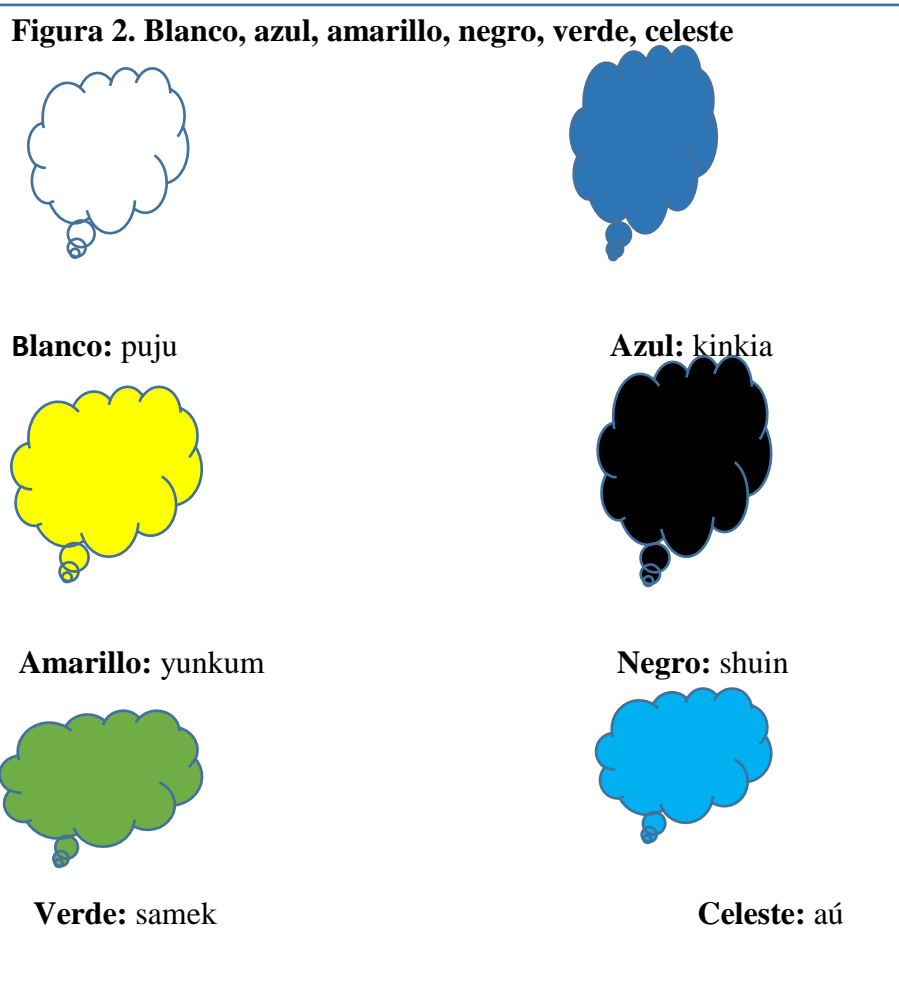 Figura 2. Blanco, azul, amarillo, negro, verde, celeste
Blanco: puju
Azul: kinkia
Amarillo: yunkum
Negro: shuin
Verde: samek
Celeste: aú